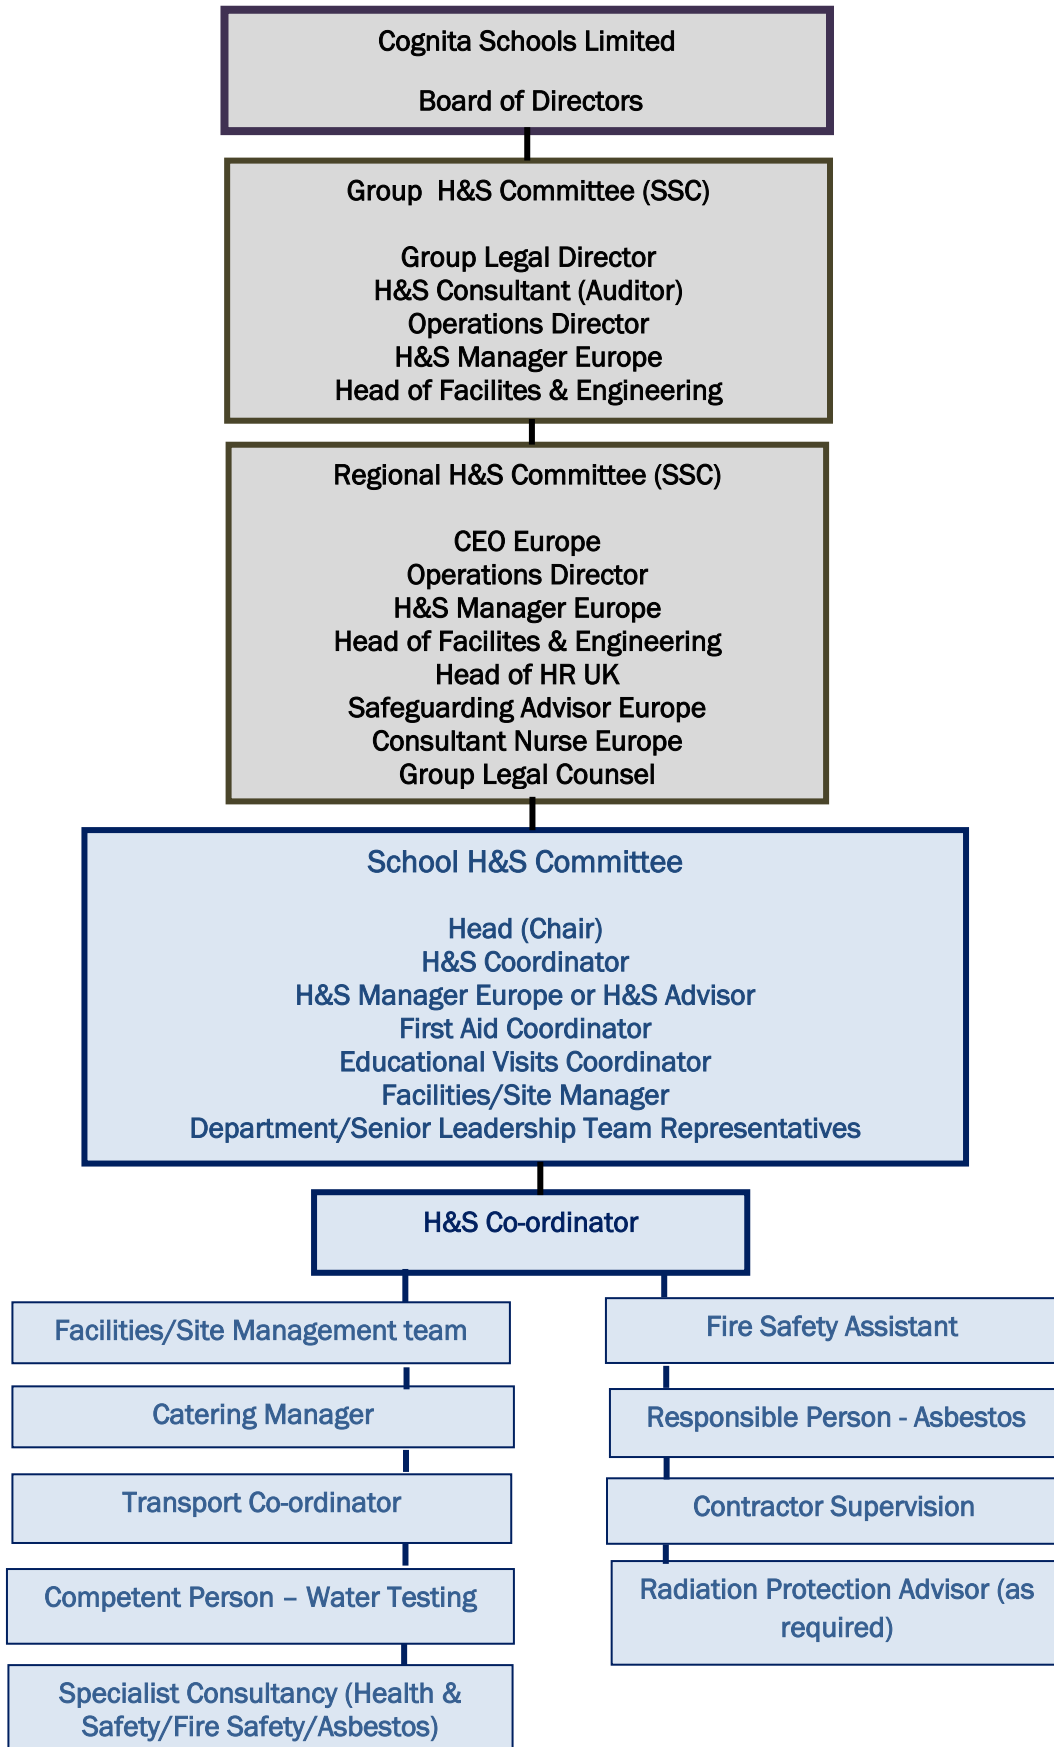 Cognita Schools Limited
Board of Directors
Group H&S Committee (SSC)
Group Legal Director
H&S Consultant (Auditor)
Operations Director
H&S Manager Europe
Head of Facilites & Engineering
Regional H&S Committee (SSC)
CEO Europe
Operations Director
H&S Manager Europe
Head of Facilites & Engineering
Head of HR UK
Safeguarding Advisor Europe
Consultant Nurse Europe
Group Legal Counsel
School H&S Committee
Head (Chair)
H&S Coordinator
H&S Manager Europe or H&S Advisor
First Aid Coordinator
Educational Visits Coordinator
Facilities/Site Manager
Department/Senior Leadership Team Representatives
H&S Co-ordinator
Facilities/Site Management team
Catering Manager
Transport Co-ordinator
Competent Person – Water Testing
Specialist Consultancy (Health &
Safety/Fire Safety/Asbestos)
Fire Safety Assistant
Responsible Person - Asbestos
Contractor Supervision
Radiation Protection Advisor (as
required)